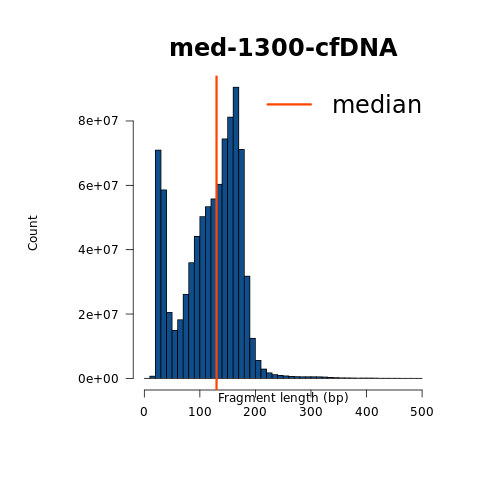 med-1300-cfDNA
median
Count
8e+07
6e+07
4e+07
2e+07
0e+00
Fragment length (bp)
0 100 200 300 400 500